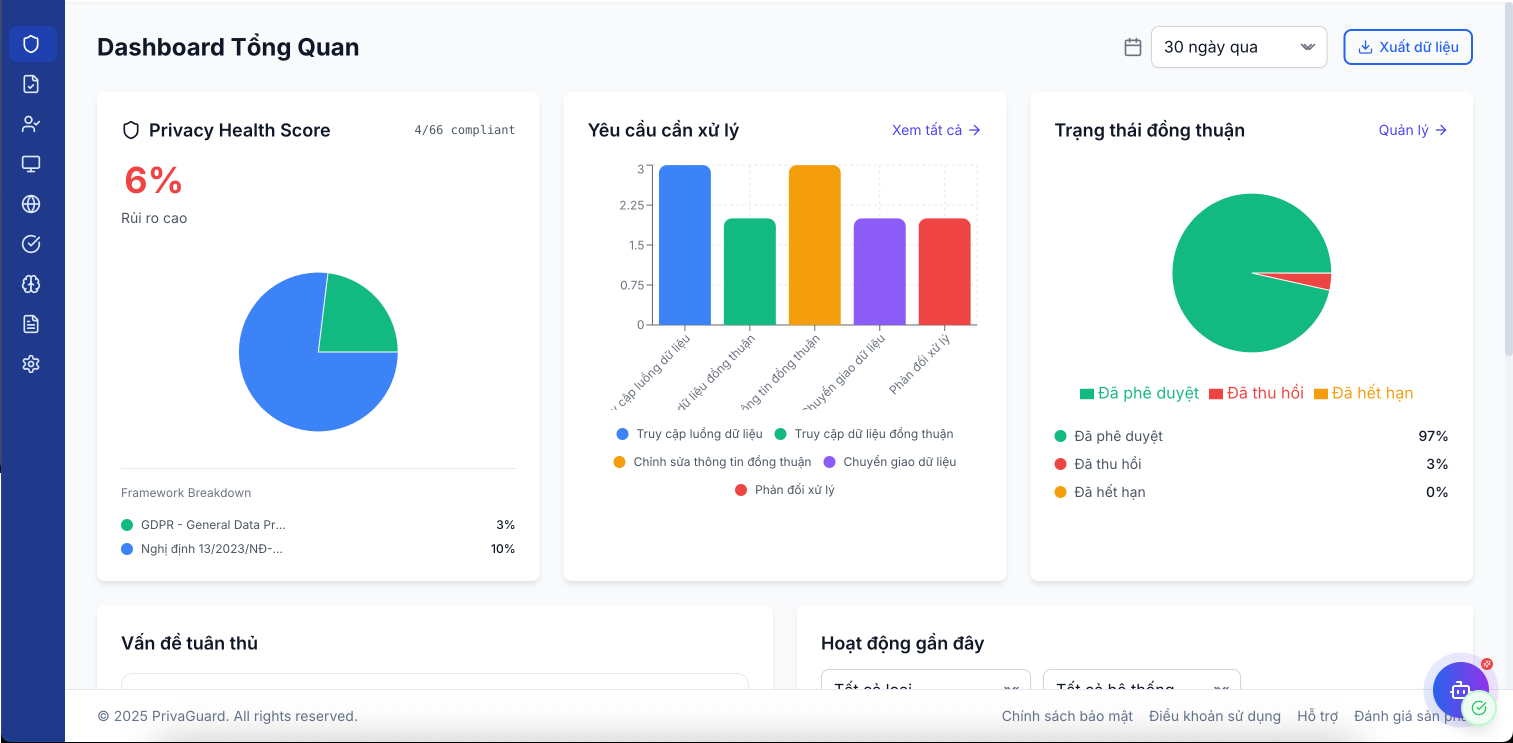 Dashboard Tổng Quan
30 ngày qua
Xuất dữ liệu
Privacy Health Score
4/66 compliant
6%
Rủi ro cao
Framework Breakdown
GDPR - General Data Pr...
3%
Nghị định 13/2023/NĐ-...
10%
Yêu cầu cần xử lý
Xem tất cả →
3
2.25
1.5
0.75
0
cập luồng dữ liệu
dữ liệu đồng thuận
tin đồng thuận
Chuyển giao dữ liệu
Phản đối xử lý
Truy cập luồng dữ liệu
Truy cập dữ liệu đồng thuận
Chỉnh sửa thông tin đồng thuận
Chuyển giao dữ liệu
Phản đối xử lý
Trạng thái đồng thuận
Quản lý →
Đã phê duyệt
Đã thu hồi
Đã hết hạn
Đã phê duyệt
97%
Đã thu hồi
3%
Đã hết hạn
0%
Vấn đề tuân thủ
Hoạt động gần đây
Tất cả loại
Tất cả hệ thống
© 2025 PrivaGuard. All rights reserved.
Chính sách bảo mật
Điều khoản sử dụng
Hỗ trợ
Đánh giá sản